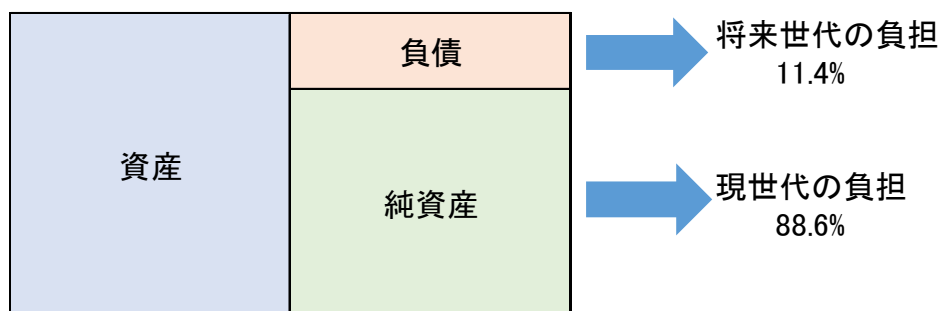 資産
負債
純資産
将来世代の負担
11.4%
現世代の負担
88.6%